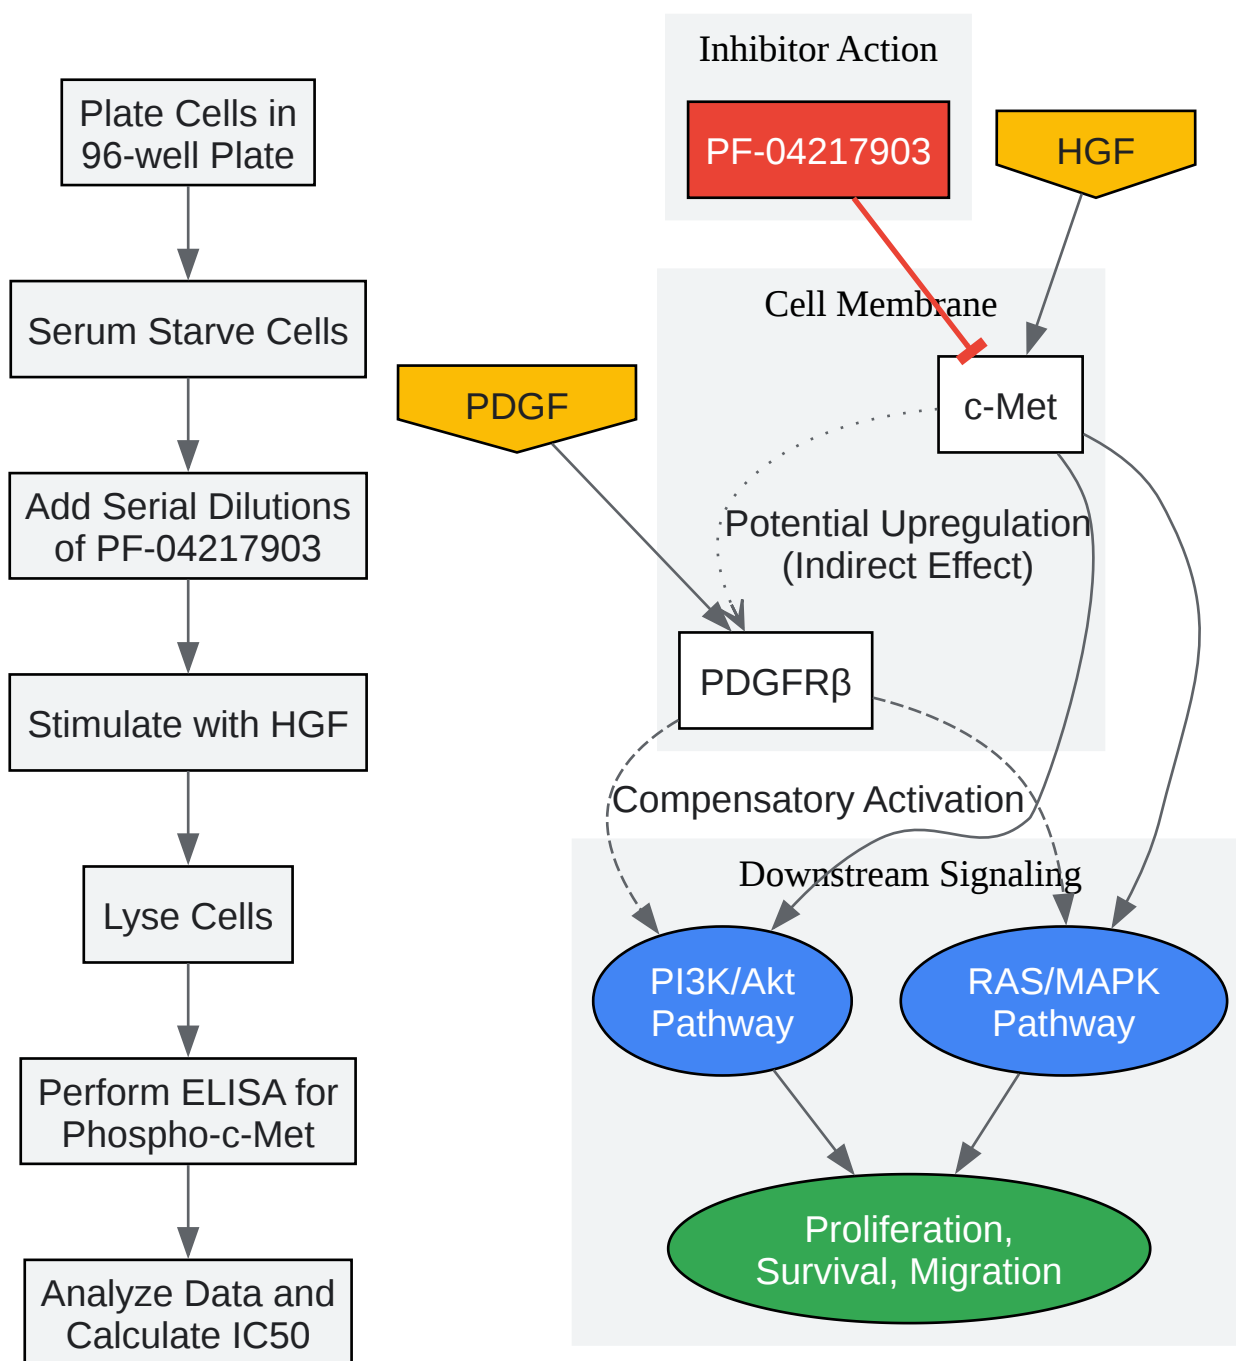 Plate Cells in
96-well Plate
Serum Starve Cells
Add Serial Dilutions
of PF-04217903
Stimulate with HGF
Lyse Cells
Perform ELISA for
Phospho-c-Met
Analyze Data and
Calculate IC50
Inhibitor Action
PF-04217903
HGF
Cell Membrane
PDGF
c-Met
Potential Upregulation
(Indirect Effect)
PDGFRβ
Compensatory Activation
Downstream Signaling
PI3K/Akt
Pathway
RAS/MAPK
Pathway
Proliferation,
Survival, Migration